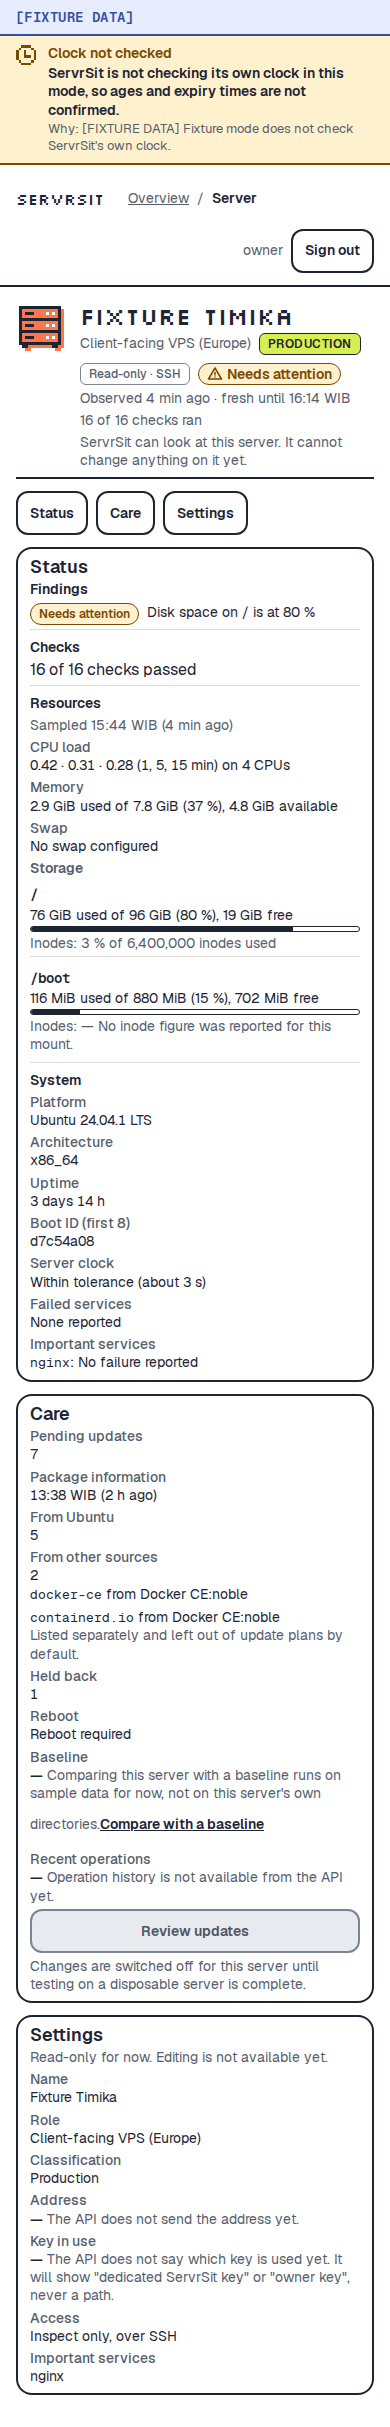 [FIXTURE DATA]
Clock not checked
ServrSit is not checking its own clock in this
mode, so ages and expiry times are not
confirmed.
Why: [FIXTURE DATA] Fixture mode does not check
ServrSit's own clock.
SERVRSIT Overview / Server
owner Sign out
FIXTURE TIMIKA
Client-facing VPS (Europe) PRODUCTION
Read-only · SSH Needs attention
Observed 4 min ago · fresh until 16:14 WIB
16 of 16 checks ran
ServrSit can look at this server. It cannot
change anything on it yet.
Status Care Settings
Status
Findings
Needs attention Disk space on / is at 80 %
Checks
16 of 16 checks passed
Resources
Sampled 15:44 WIB (4 min ago)
CPU load
0.42 · 0.31 · 0.28 (1, 5, 15 min) on 4 CPUs
Memory
2.9 GiB used of 7.8 GiB (37 %), 4.8 GiB available
Swap
No swap configured
Storage
/
76 GiB used of 96 GiB (80 %), 19 GiB free
Inodes: 3 % of 6,400,000 inodes used
/boot
116 MiB used of 880 MiB (15 %), 702 MiB free
Inodes: — No inode figure was reported for this
mount.
System
Platform
Ubuntu 24.04.1 LTS
Architecture
x86_64
Uptime
3 days 14 h
Boot ID (first 8)
d7c54a08
Server clock
Within tolerance (about 3 s)
Failed services
None reported
Important services
nginx: No failure reported
Care
Pending updates
7
Package information
13:38 WIB (2 h ago)
From Ubuntu
5
From other sources
2
docker-ce from Docker CE:noble
containerd.io from Docker CE:noble
Listed separately and left out of update plans by
default.
Held back
1
Reboot
Reboot required
Baseline
— Comparing this server with a baseline runs on
sample data for now, not on this server's own
directories.Compare with a baseline
Recent operations
— Operation history is not available from the API
yet.
Review updates
Changes are switched off for this server until
testing on a disposable server is complete.
Settings
Read-only for now. Editing is not available yet.
Name
Fixture Timika
Role
Client-facing VPS (Europe)
Classification
Production
Address
— The API does not send the address yet.
Key in use
— The API does not say which key is used yet. It
will show "dedicated ServrSit key" or "owner key",
never a path.
Access
Inspect only, over SSH
Important services
nginx